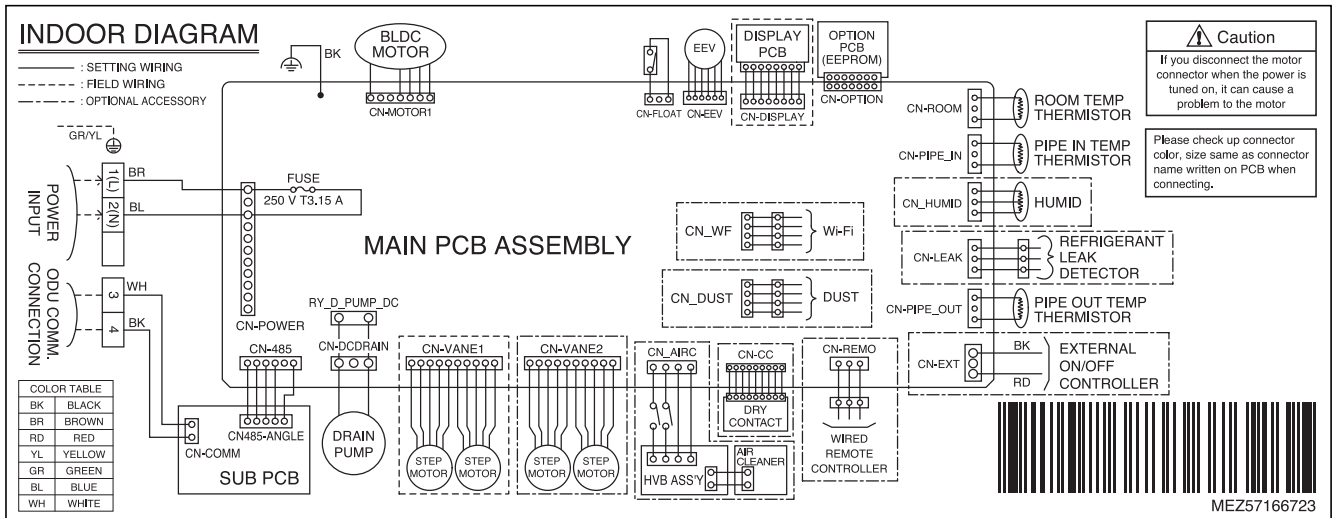 INDOOR DIAGRAM
: SETTING WIRING
: FIELD WIRING
: OPTIONAL ACCESSORY
GR/YL
BK
BLDC
MOTOR
CN-MOTOR1
CN-FLOAT
EEV
CN-EEV
DISPLAY
PCB
CN-DISPLAY
OPTION
PCB
(EEPROM)
CN-OPTION
CN-ROOM
ROOM TEMP
THERMISTOR
CN-PIPE_IN
PIPE IN TEMP
THERMISTOR
CN_HUMID
HUMID
CN-LEAK
REFRIGERANT
LEAK
DETECTOR
CN-PIPE_OUT
PIPE OUT TEMP
THERMISTOR
CN-EXT
BK
RD
EXTERNAL
ON/OFF
CONTROLLER
Caution
If you disconnect the motor
connector when the power is
tuned on, it can cause a
problem to the motor
Please check up connector
color, size same as connector
name written on PCB when
connecting.
POWER
INPUT
1(L)
2(N)
BR
BL
FUSE
250 V T3.15 A
MAIN PCB ASSEMBLY
CN_WF
Wi-Fi
CN_DUST
DUST
ODU COMM.
CONNECTION
3
4
WH
BK
CN-POWER
RY_D_PUMP_DC
CN-485
CN-DCDRAIN
CN-VANE1
CN-VANE2
CN_AIRC
CN-CC
CN-REMO
DRY
CONTACT
WIRED
REMOTE
CONTROLLER
CN485-ANGLE
CN-COMM
SUB PCB
DRAIN
PUMP
STEP
MOTOR
STEP
MOTOR
STEP
MOTOR
STEP
MOTOR
HVB ASS'Y
AIR
CLEANER
COLOR TABLE
BK BLACK
BR BROWN
RD RED
YL YELLOW
GR GREEN
BL BLUE
WH WHITE
MEZ57166723